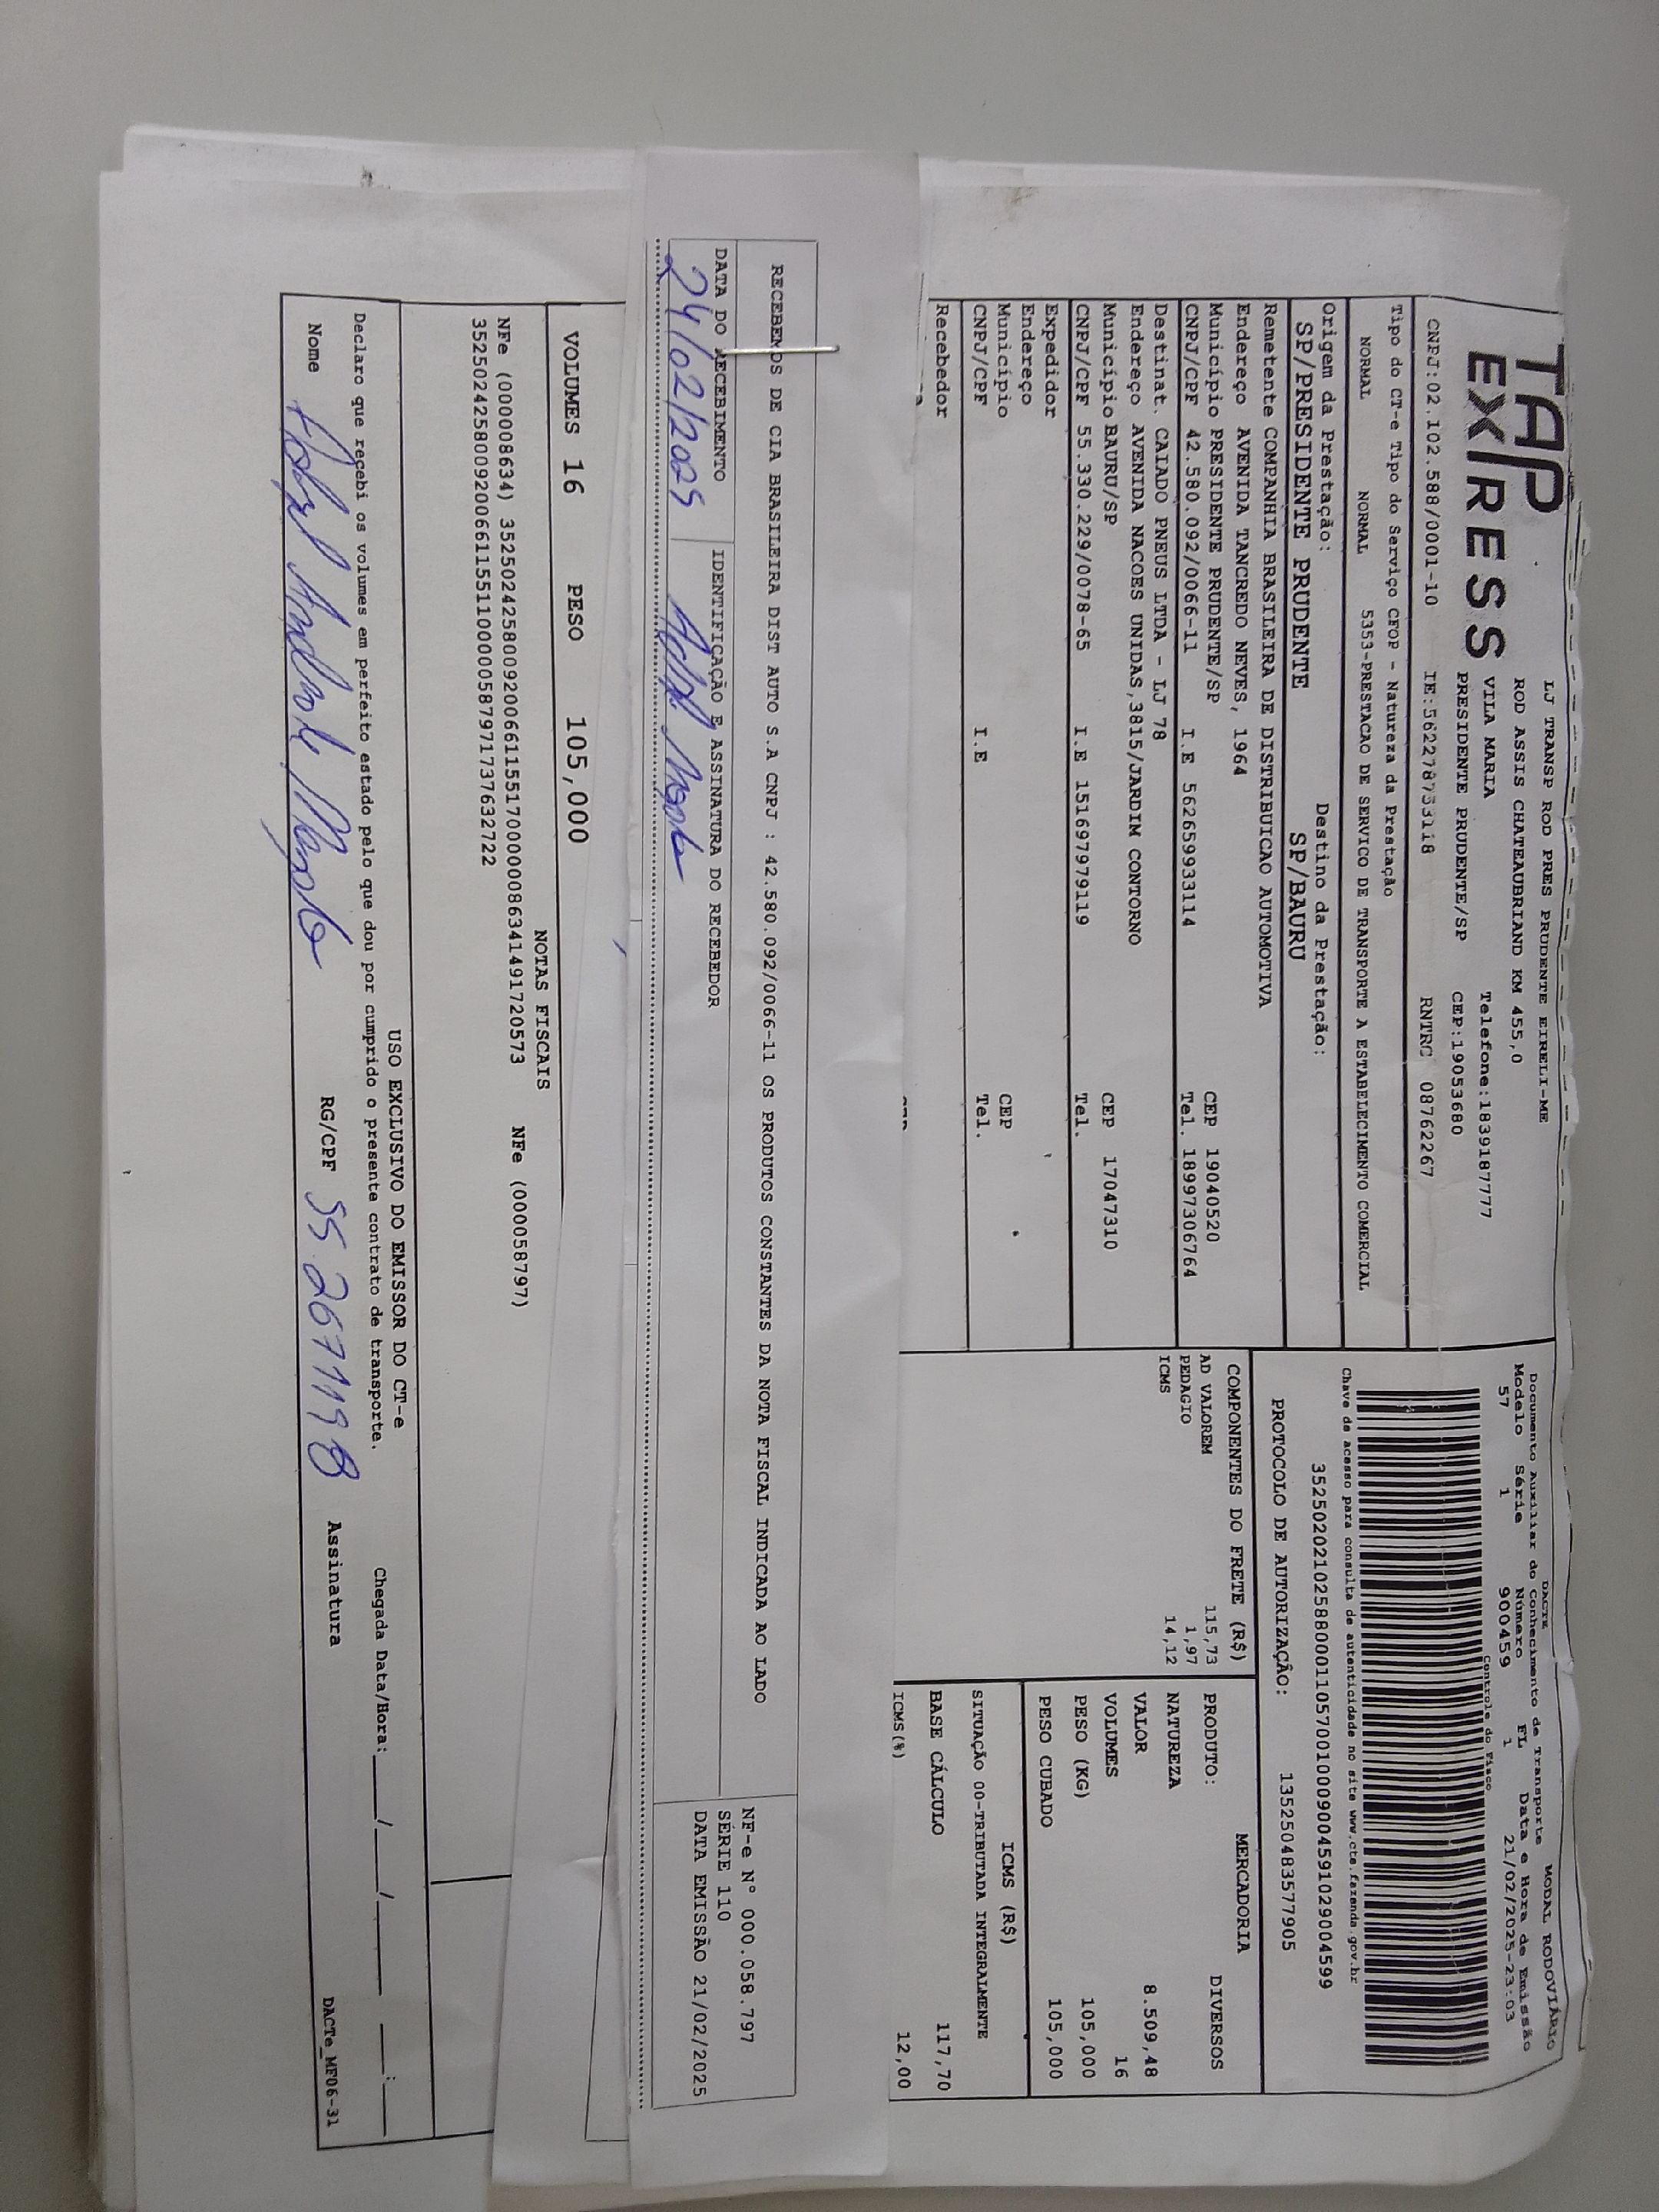 TAP
EXPRESS
LJ TRANSP ROD PRES PRUDENTE EIRELI-ME
ROD ASSIS CHATEAUBRIAND KM 455,0
VILA MARIA Telefone:1839187777
PRESIDENTE PRUDENTE/SP CEP:19053680
CNPJ:02.102.588/0001-10 IE:562278733118 RNTRC 08762267
Tipo do CT-e Tipo do Serviço CFOP - Natureza da Prestação
NORMAL NORMAL 5353-PRESTACAO DE SERVICO DE TRANSPORTE A ESTABELECIMENTO COMERCIAL
Origem da Prestação: Destino da Prestação:
SP/PRESIDENTE PRUDENTE SP/BAURU
Remetente COMPANHIA BRASILEIRA DE DISTRIBUICAO AUTOMOTIVA
Endereço AVENIDA TANCREDO NEVES, 1964
Município PRESIDENTE PRUDENTE/SP CEP 19040520
CNPJ/CPF 42.580.092/0066-11 I.E 562659933114 Tel. 18997306764
Destinat. CAIADO PNEUS LTDA - LJ 78
Endereço AVENIDA NACOES UNIDAS,3815/JARDIM CONTORNO
Município BAURU/SP CEP 17047310
CNPJ/CPF 55.330.229/0078-65 I.E 151697979119 Tel.
Expedidor
Endereço
Município CEP
CNPJ/CPF I.E Tel.
Recebedor
DACTE MODAL RODOVIÁRIO
Documento Auxiliar do Conhecimento de Transporte
Modelo Série Número FL Data e Hora de Emissão
57 1 900459 1 21/02/2025-23:03
Controle do Fisco
Chave de acesso para consulta de autenticidade no site www.cte.fazenda.gov.br
35250202102588000110570010009004591029004599
PROTOCOLO DE AUTORIZAÇÃO: 135250483577905
COMPONENTES DO FRETE (R$)
AD VALOREM 115,73
PEDAGIO 1,97
ICMS 14,12
MERCADORIA
PRODUTO: DIVERSOS
NATUREZA
VALOR 8.509,48
VOLUMES 16
PESO (KG) 105,000
PESO CUBADO 105,000
ICMS (R$)
SITUAÇÃO 00-TRIBUTADA INTEGRALMENTE
BASE CÁLCULO 117,70
ICMS(%) 12,00
RECEBEMOS DE CIA BRASILEIRA DIST AUTO S.A CNPJ : 42.580.092/0066-11 OS PRODUTOS CONSTANTES DA NOTA FISCAL INDICADA AO LADO
DATA DO RECEBIMENTO IDENTIFICAÇÃO E ASSINATURA DO RECEBEDOR
24/02/2025
NF-e Nº 000.058.797
SÉRIE 110
DATA EMISSÃO 21/02/2025
VOLUMES 16 PESO 105,000
NOTAS FISCAIS
NFe (000008634) 35250242580092006611551700000086341491720573 NFe (000058797)
35250242580092006611551100000587971737632722
USO EXCLUSIVO DO EMISSOR DO CT-e
Declaro que recebi os volumes em perfeito estado pelo que dou por cumprido o presente contrato de transporte. Chegada Data/Hora:____/____/______ ____:____
Nome RG/CPF 55 267119 8 Assinatura
DACTe_MF06-31